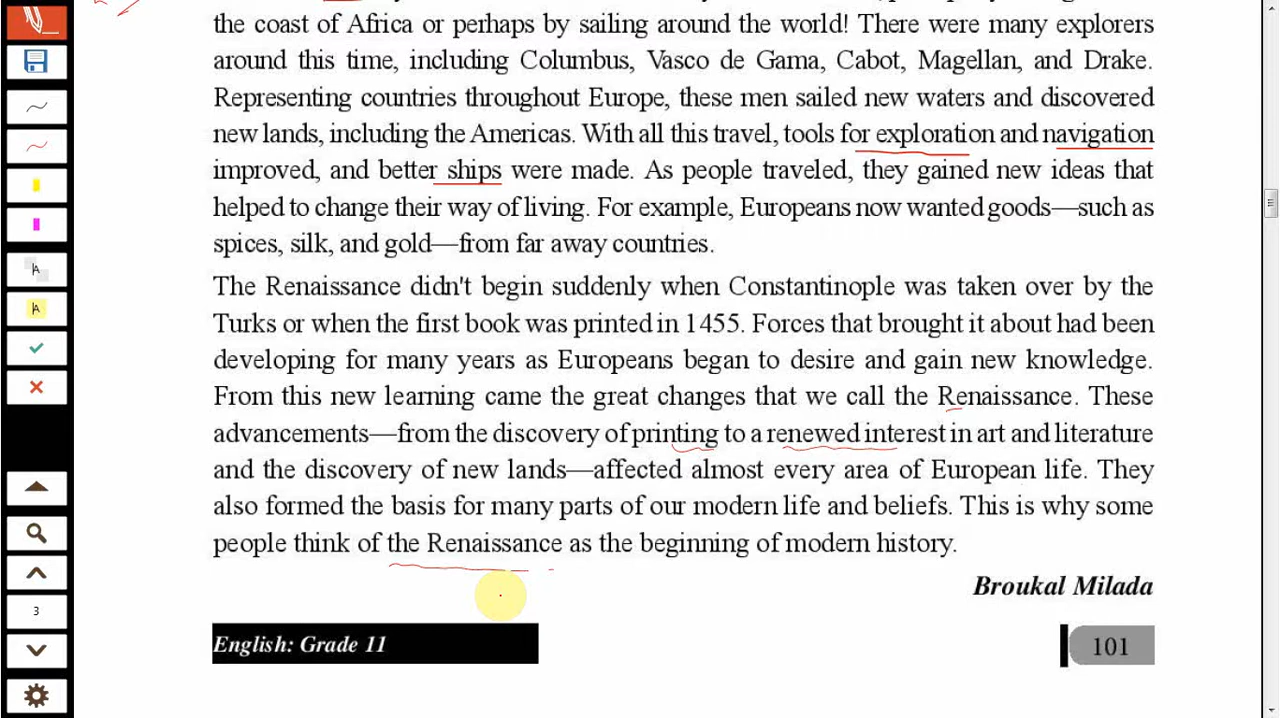 the coast of Africa or perhaps by sailing around the world! There were many explorers
around this time, including Columbus, Vasco de Gama, Cabot, Magellan, and Drake.
Representing countries throughout Europe, these men sailed new waters and discovered
new lands, including the Americas. With all this travel, tools for exploration and navigation
improved, and better ships were made. As people traveled, they gained new ideas that
helped to change their way of living. For example, Europeans now wanted goods—such as
spices, silk, and gold—from far away countries.
The Renaissance didn't begin suddenly when Constantinople was taken over by the
Turks or when the first book was printed in 1455. Forces that brought it about had been
developing for many years as Europeans began to desire and gain new knowledge.
From this new learning came the great changes that we call the Renaissance. These
advancements—from the discovery of printing to a renewed interest in art and literature
and the discovery of new lands—affected almost every area of European life. They
also formed the basis for many parts of our modern life and beliefs. This is why some
people think of the Renaissance as the beginning of modern history.
Broukal Milada
English: Grade 11
101
A
A
3